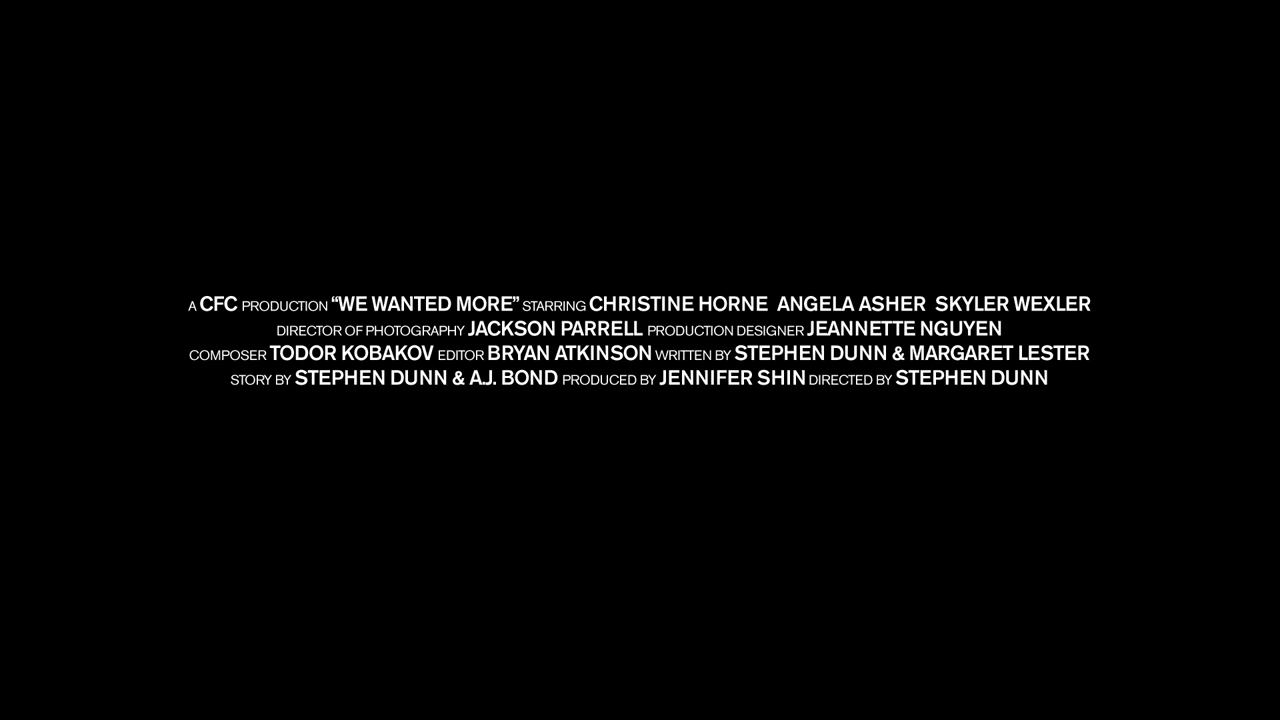 A CFC PRODUCTION “WE WANTED MORE” STARRING CHRISTINE HORNE ANGELA ASHER SKYLER WEXLER
DIRECTOR OF PHOTOGRAPHY JACKSON PARRELL PRODUCTION DESIGNER JEANNETTE NGUYEN
COMPOSER TODOR KOBAKOV EDITOR BRYAN ATKINSON WRITTEN BY STEPHEN DUNN & MARGARET LESTER
STORY BY STEPHEN DUNN & A.J. BOND PRODUCED BY JENNIFER SHIN DIRECTED BY STEPHEN DUNN